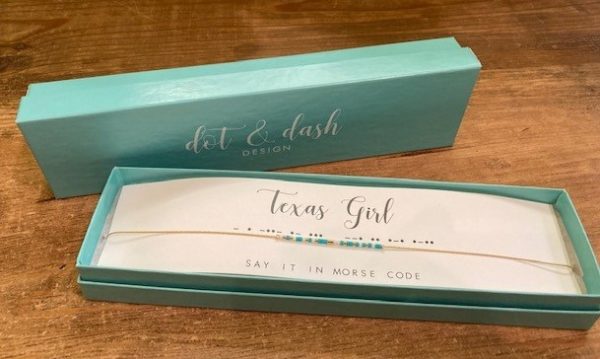 dot & dash
DESIGN
Texas Girl
SAY IT IN MORSE CODE